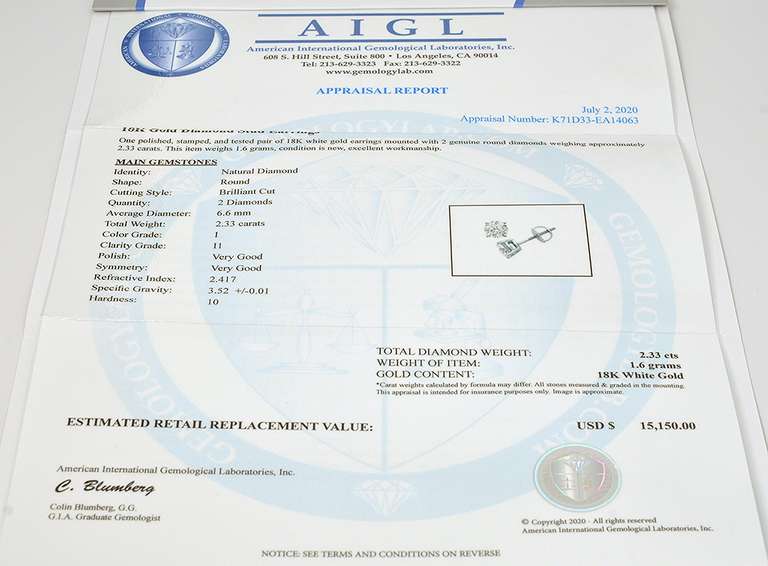 AIGL
American International Gemological Laboratories, Inc.
608 S. Hill Street, Suite 800 • Los Angeles, CA 90014
Tel: 213-629-3323 Fax: 213-629-3322
www.gemologylab.com
APPRAISAL REPORT
July 2, 2020
Appraisal Number: K71D33-EA14063
18K Gold Diamond Stud Earrings
One polished, stamped, and tested pair of 18K white gold earrings mounted with 2 genuine round diamonds weighing approximately
2.33 carats. This item weighs 1.6 grams, condition is new, excellent workmanship.
MAIN GEMSTONES
Identity: Natural Diamond
Shape: Round
Cutting Style: Brilliant Cut
Quantity: 2 Diamonds
Average Diameter: 6.6 mm
Total Weight: 2.33 carats
Color Grade: I
Clarity Grade: I1
Polish: Very Good
Symmetry: Very Good
Refractive Index: 2.417
Specific Gravity: 3.52 +/-0.01
Hardness: 10
TOTAL DIAMOND WEIGHT: 2.33 cts
WEIGHT OF ITEM: 1.6 grams
GOLD CONTENT: 18K White Gold
*Carat weights calculated by formula may differ. All stones measured & graded in the mounting.
This appraisal is intended for insurance purposes only. Image is approximate.
ESTIMATED RETAIL REPLACEMENT VALUE: USD $ 15,150.00
American International Gemological Laboratories, Inc.
C. Blumberg
Colin Blumberg, G.G.
G.I.A. Graduate Gemologist
© Copyright 2020 - All rights reserved
American International Gemological Laboratories, Inc.
NOTICE: SEE TERMS AND CONDITIONS ON REVERSE